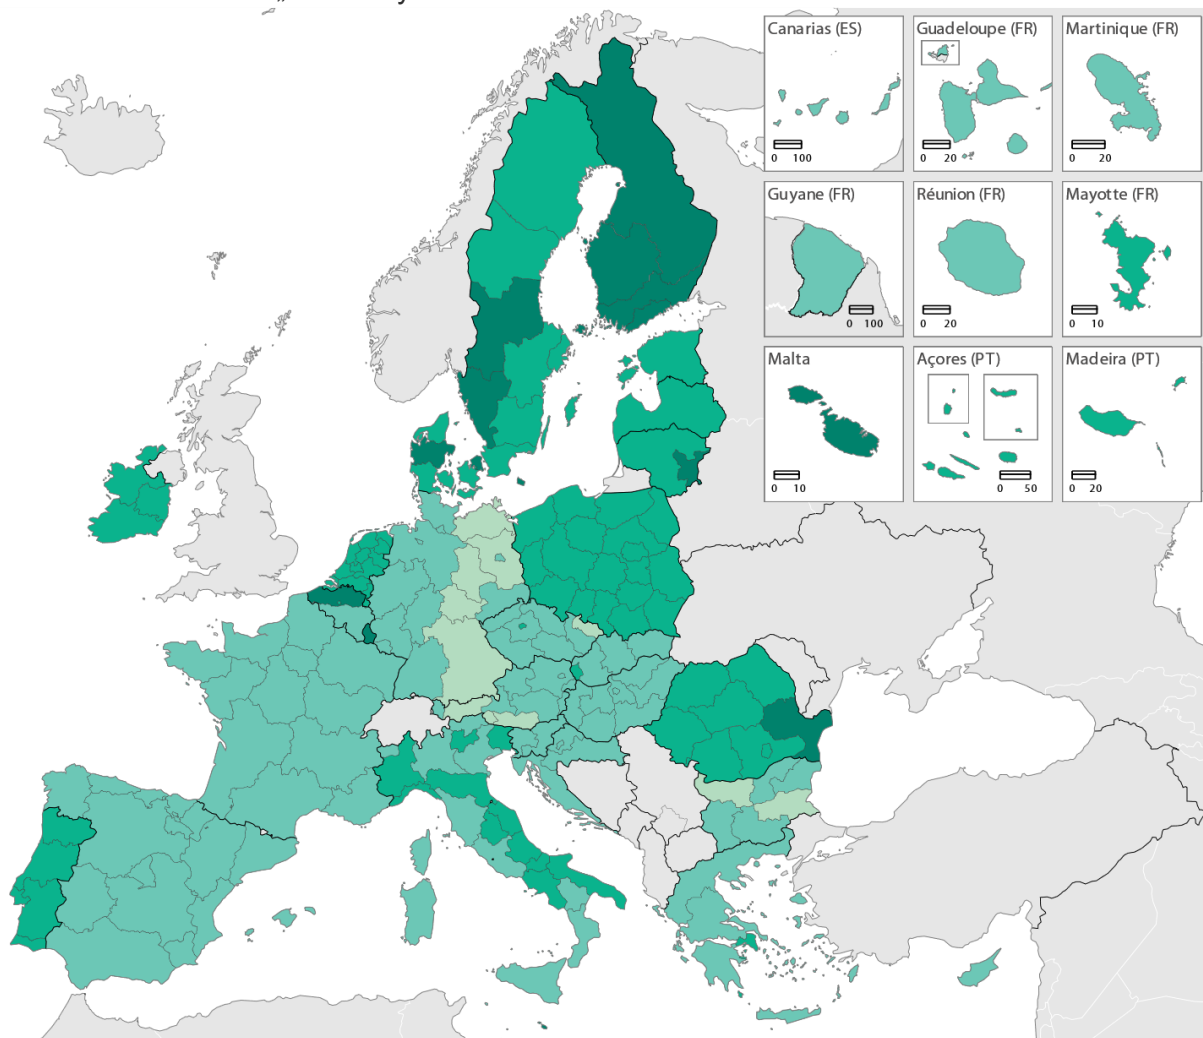 Canarias (ES)
0 100
Guadeloupe (FR)
0 20
Martinique (FR)
0 20
Guyane (FR)
0 100
Réunion (FR)
0 20
Mayotte (FR)
0 10
Malta
0 10
Açores (PT)
0 50
Madeira (PT)
0 20